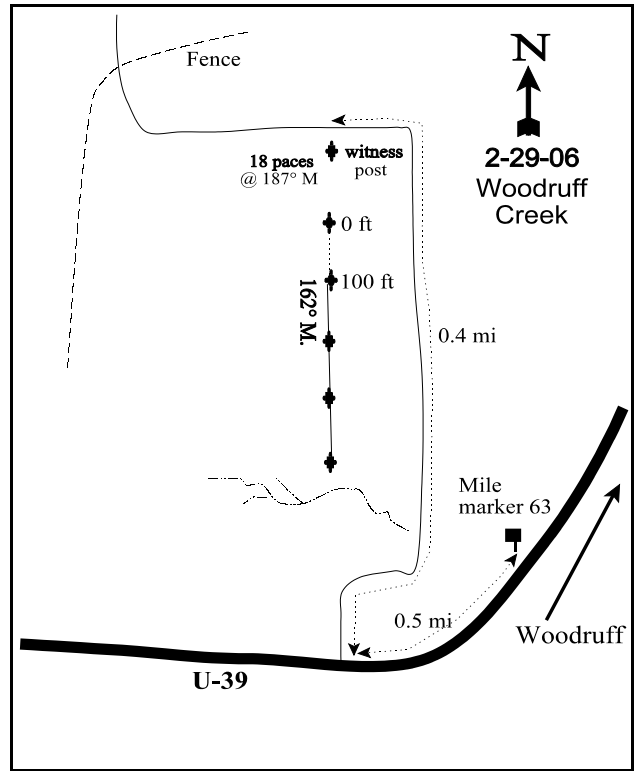 Fence
N
2-29-06
Woodruff
Creek
18 paces
@ 187° M
witness
post
0 ft
100 ft
162° M.
0.4 mi
Mile
marker 63
0.5 mi
Woodruff
U-39